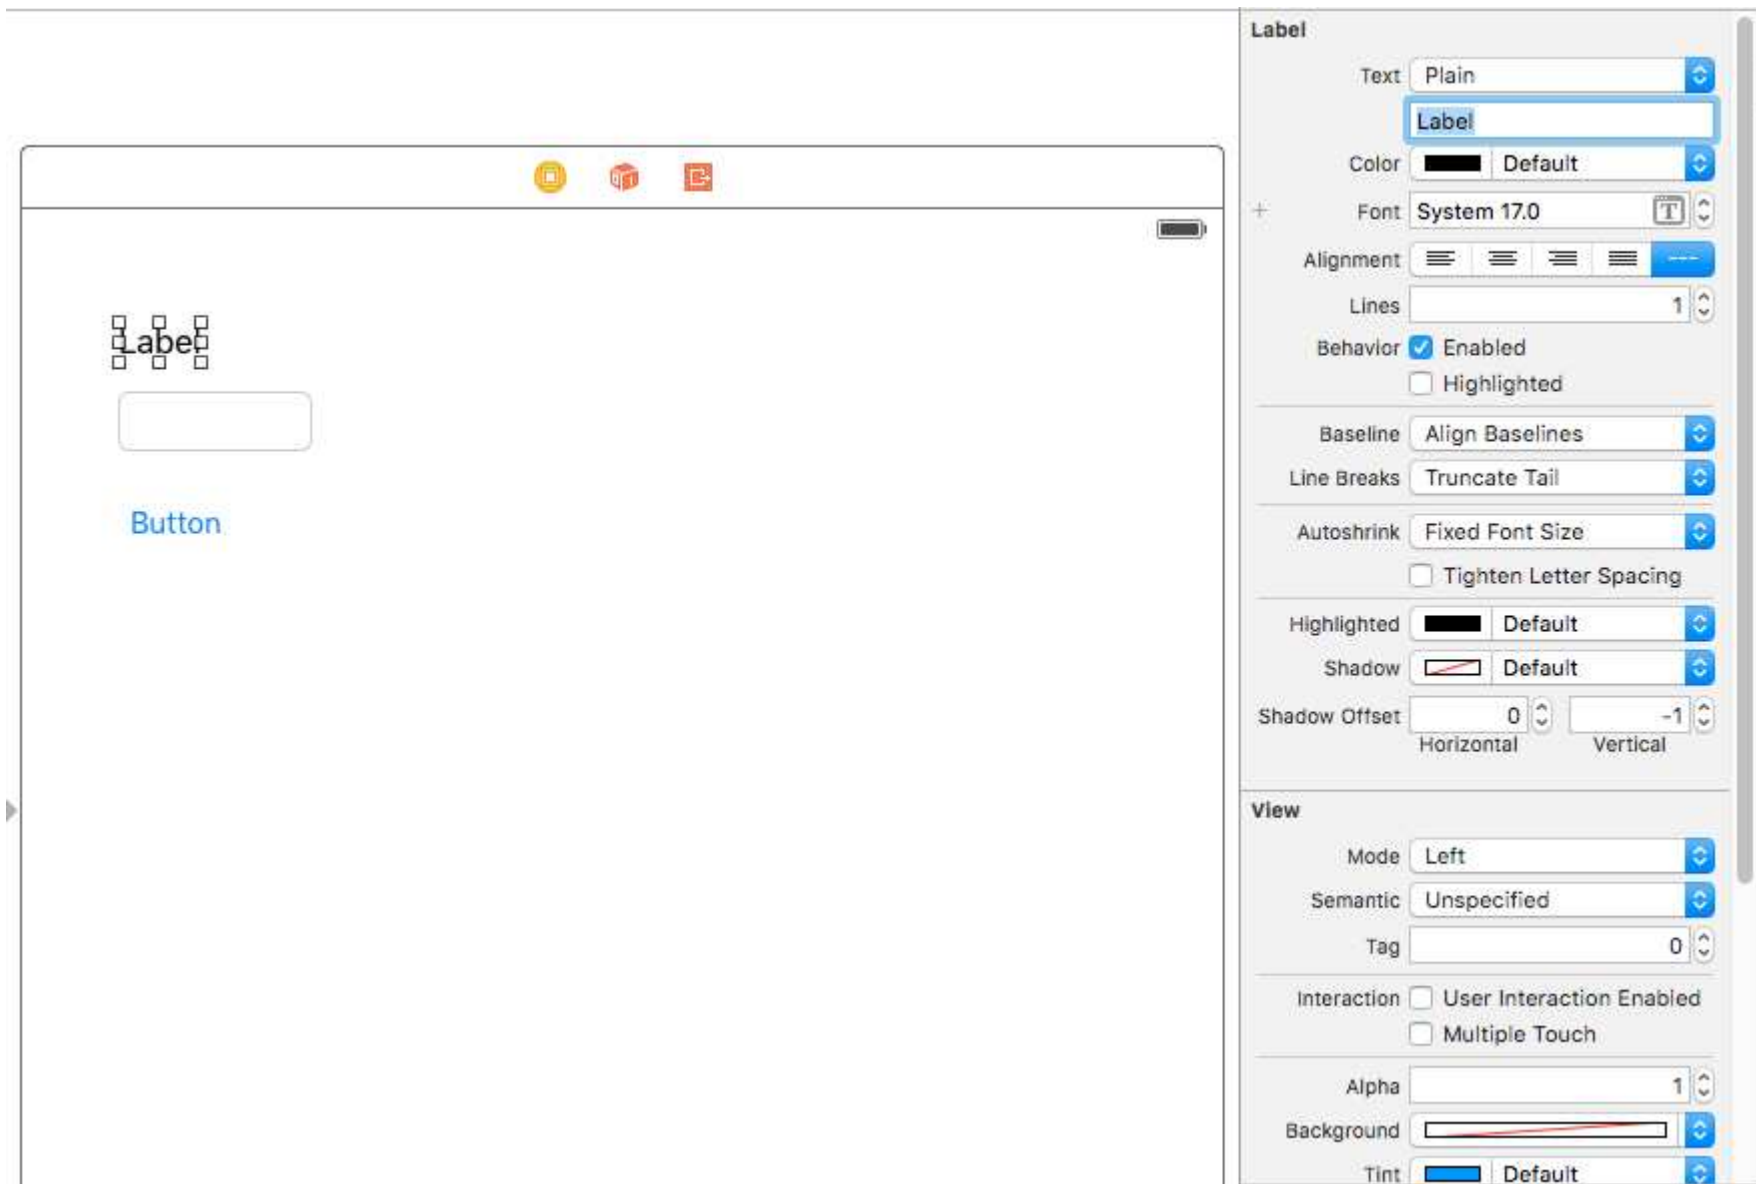 Label
Text Plain
Label
Color Default
+ Font System 17.0 T
Alignment
Lines 1
Label
Behavior Enabled
Highlighted
Baseline Align Baselines
Line Breaks Truncate Tail
Button
Autoshrink Fixed Font Size
Tighten Letter Spacing
Highlighted Default
Shadow Default
Shadow Offset 0 -1
Horizontal Vertical
View
Mode Left
Semantic Unspecified
Tag 0
Interaction User Interaction Enabled
Multiple Touch
Alpha 1
Background
Tint Default